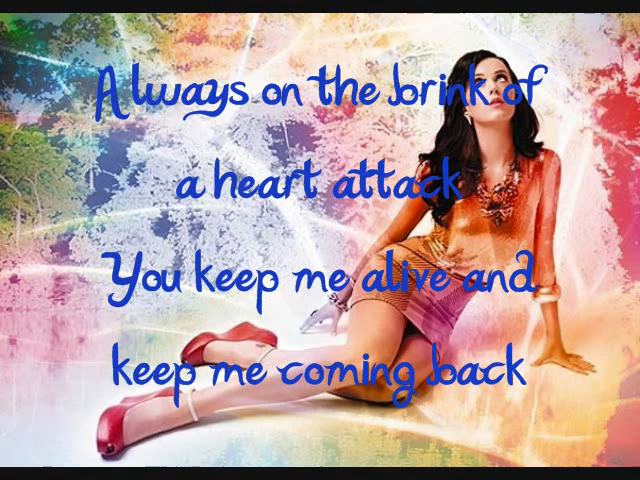 Always on the brink of
a heart attack
You keep me alive and
keep me coming back